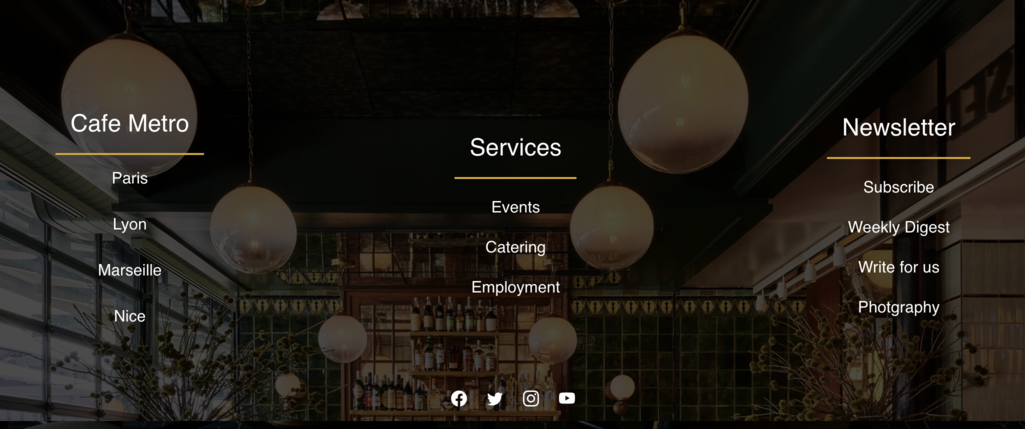 Cafe Metro
Paris
Lyon
Marseille
Nice
Services
Events
Catering
Employment
Newsletter
Subscribe
Weekly Digest
Write for us
Photgraphy